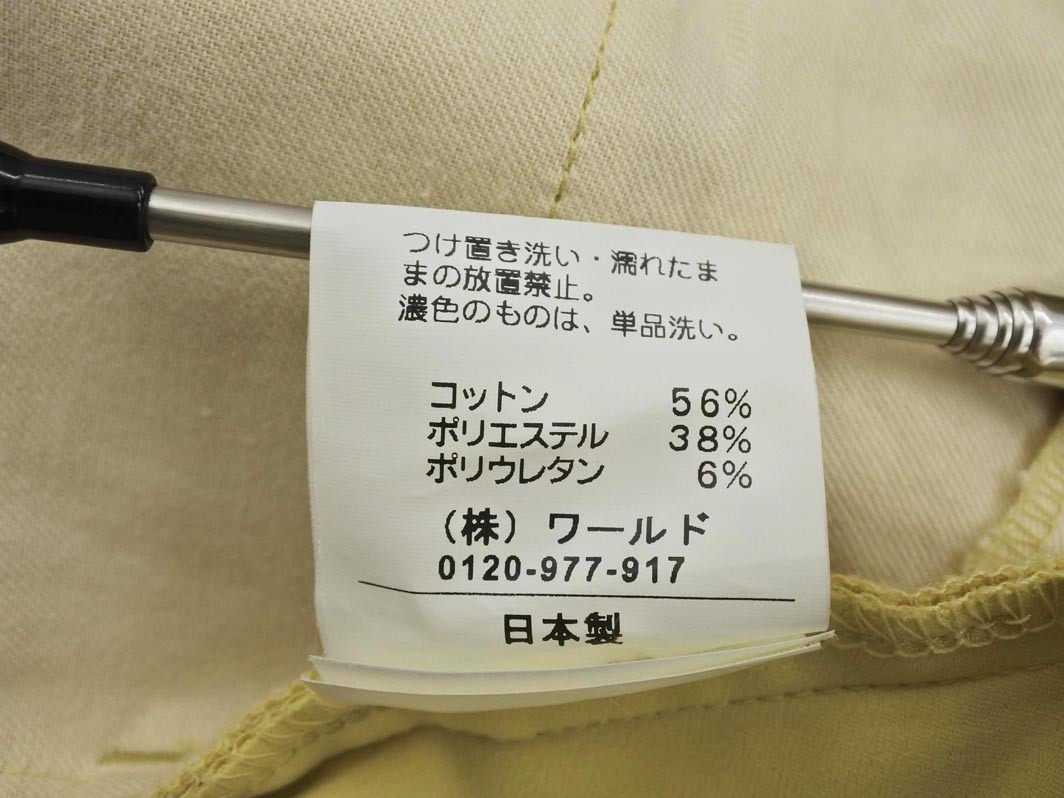 つけ置き洗い・濡れたま
まの放置禁止。
濃色のものは、単品洗い。
コットン 56%
ポリエステル 38%
ポリウレタン 6%
（株）ワールド
0120-977-917
日本製